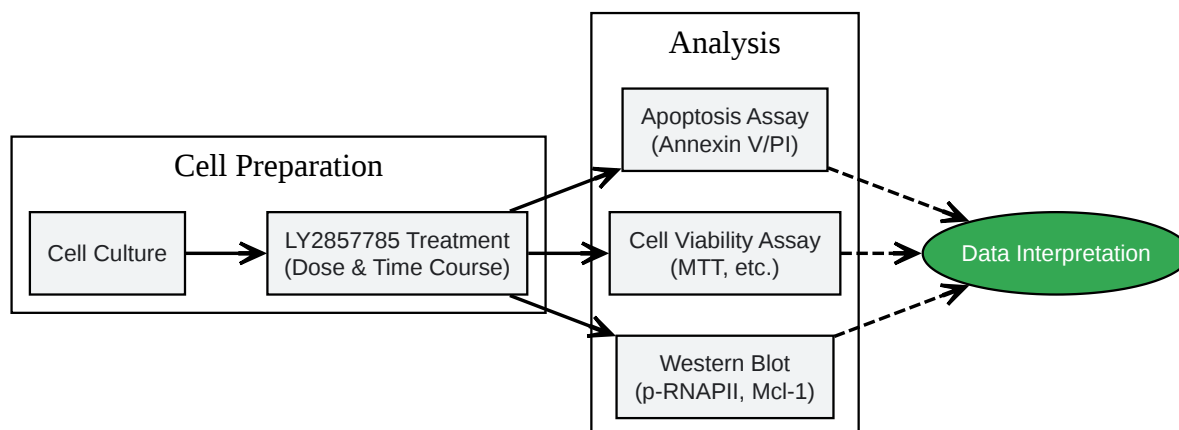 Cell Preparation
Cell Culture
LY2857785 Treatment
(Dose & Time Course)
Analysis
Apoptosis Assay
(Annexin V/PI)
Cell Viability Assay
(MTT, etc.)
Western Blot
(p-RNAPII, Mcl-1)
Data Interpretation